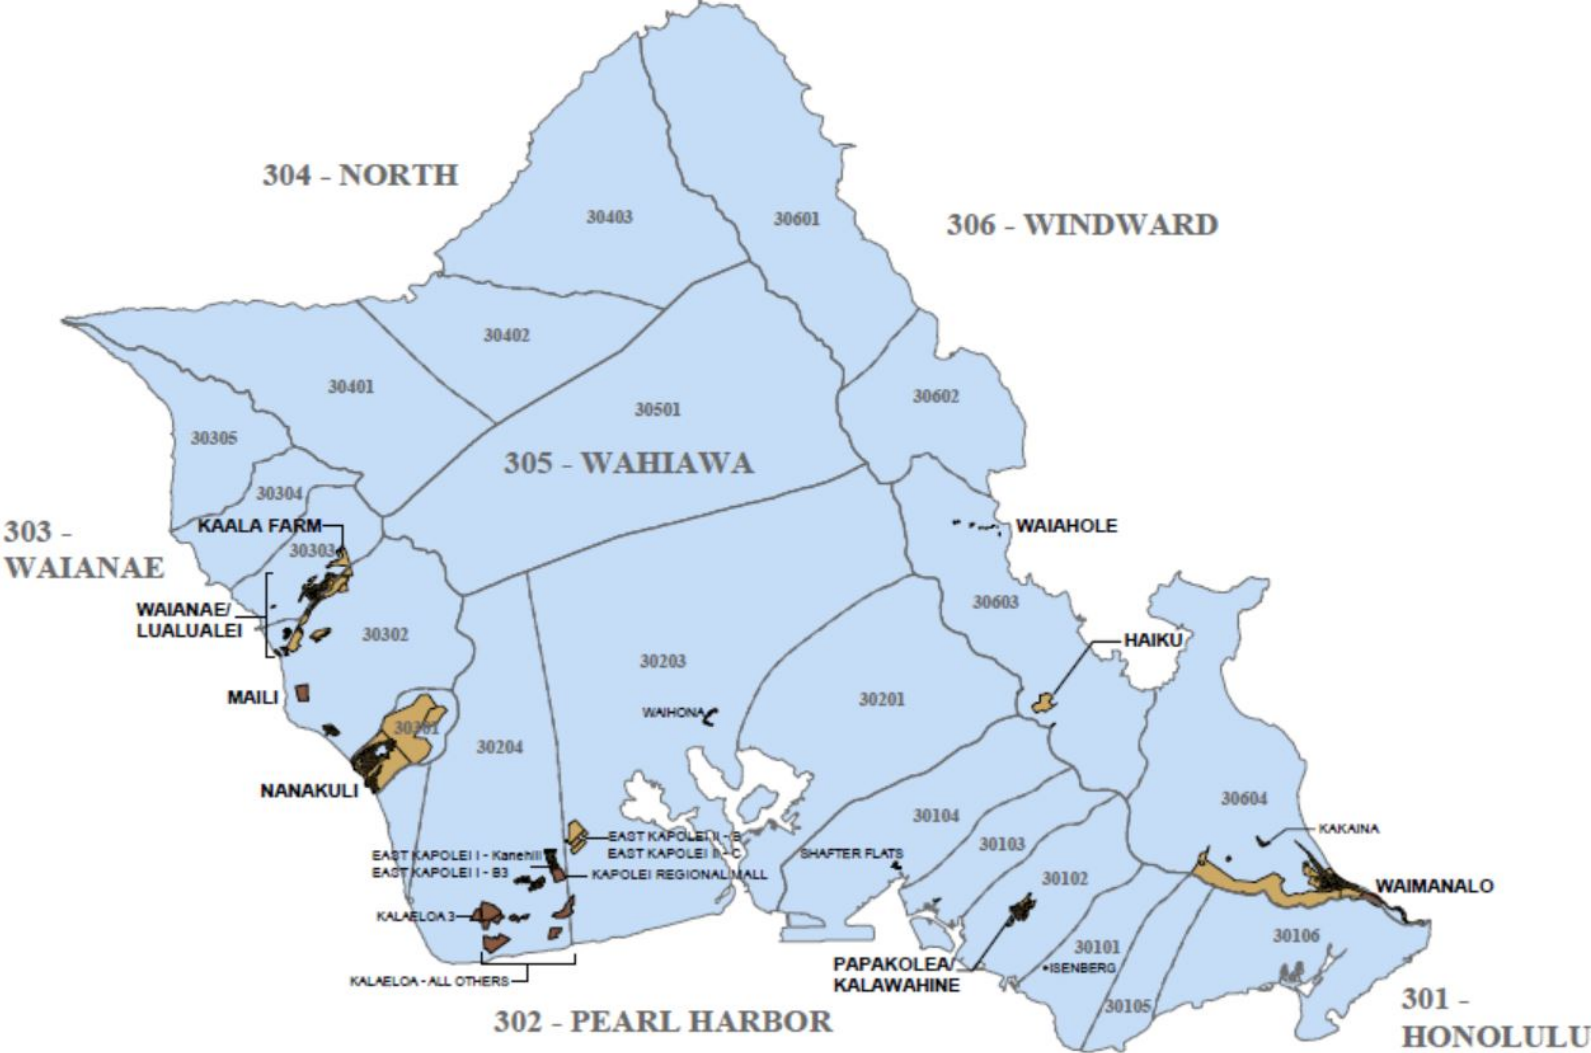 304 - NORTH
30403
30601
306 - WINDWARD
30402
30401
30602
30501
30305
305 - WAHIAWA
30304
303 -
WAIANAE
KAALA FARM
WAIAHOLE
30303
30603
WAIANAE/
LUALUALEI
30302
HAIKU
30203
MAILI
30201
WAIHONA
30301
30204
NANAKULI
30604
30104
KAKAINA
EAST KAPOLEI II - B
EAST KAPOLEI II - C
30103
EAST KAPOLEI I - Kanehili
EAST KAPOLEI I - B3
SHAFTER FLATS
KAPOLEI REGIONAL MALL
30102
WAIMANALO
KALAELOA 3
30106
30101
PAPAKOLEA/
KALAWAHINE
•ISENBERG
KALAELOA - ALL OTHERS
30105
302 - PEARL HARBOR
301 -
HONOLULU